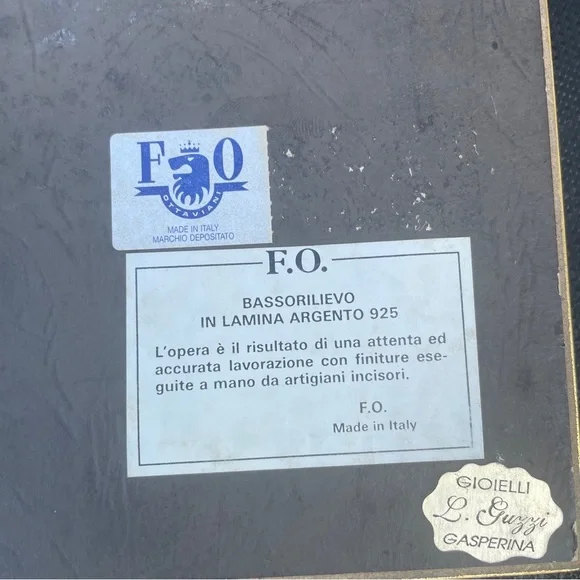 F O
OTTAVIANI
MADE IN ITALY
MARCHIO DEPOSITATO
F.O.
BASSORILIEVO
IN LAMINA ARGENTO 925
L'opera è il risultato di una attenta ed
accurata lavorazione con finiture ese-
guite a mano da artigiani incisori.
F.O.
Made in Italy
GIOIELLI
L. Guzzi
GASPERINA